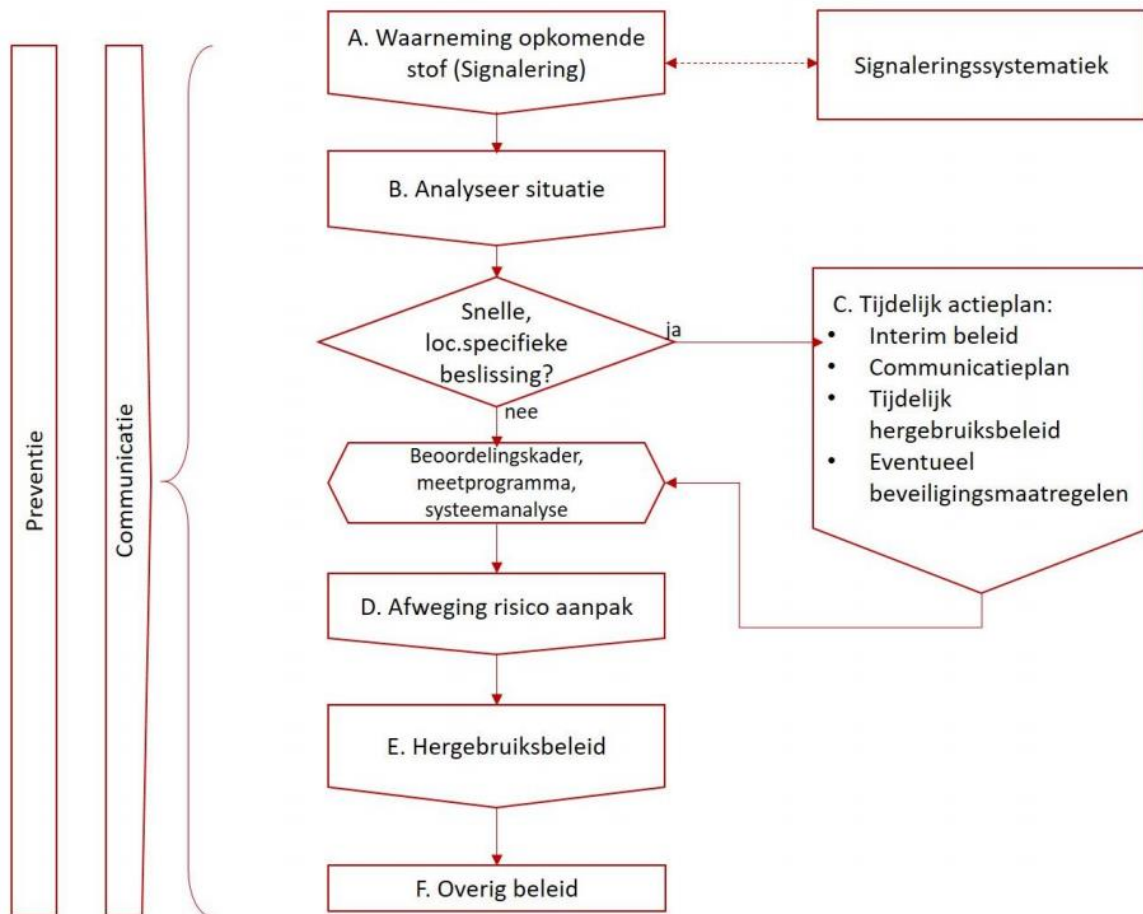 Preventie
Communicatie
A. Waarneming opkomende
stof (Signalering)
Signaleringssystematiek
B. Analyseer situatie
Snelle,
loc.specifieke
beslissing?
ja
nee
C. Tijdelijk actieplan:
• Interim beleid
• Communicatieplan
• Tijdelijk
hergebruiksbeleid
• Eventueel
beveiligingsmaatregelen
Beoordelingskader,
meetprogramma,
systeemanalyse
D. Afweging risico aanpak
E. Hergebruiksbeleid
F. Overig beleid